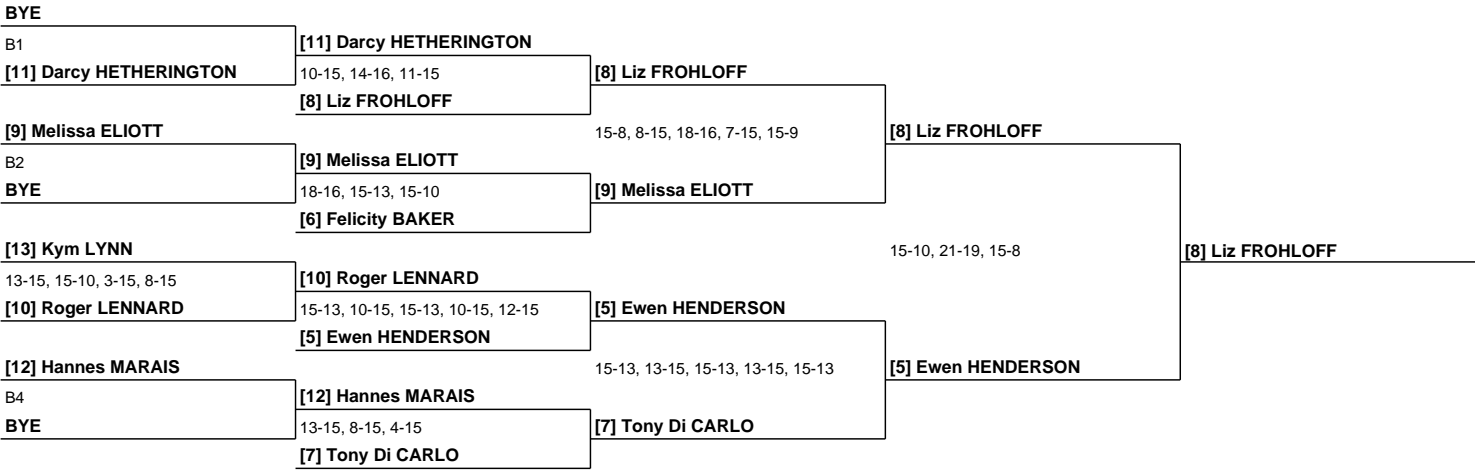 BYE
B1
[11] Darcy HETHERINGTON
[11] Darcy HETHERINGTON
10-15, 14-16, 11-15
[8] Liz FROHLOFF
[8] Liz FROHLOFF
[9] Melissa ELIOTT
15-8, 8-15, 18-16, 7-15, 15-9
[8] Liz FROHLOFF
B2
[9] Melissa ELIOTT
BYE
18-16, 15-13, 15-10
[9] Melissa ELIOTT
[6] Felicity BAKER
[13] Kym LYNN
15-10, 21-19, 15-8
[8] Liz FROHLOFF
13-15, 15-10, 3-15, 8-15
[10] Roger LENNARD
[10] Roger LENNARD
15-13, 10-15, 15-13, 10-15, 12-15
[5] Ewen HENDERSON
[5] Ewen HENDERSON
[12] Hannes MARAIS
15-13, 13-15, 15-13, 13-15, 15-13
[5] Ewen HENDERSON
B4
[12] Hannes MARAIS
BYE
13-15, 8-15, 4-15
[7] Tony Di CARLO
[7] Tony Di CARLO